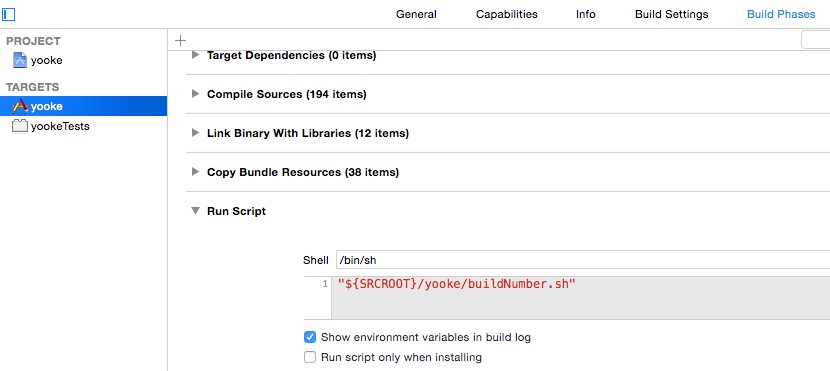 General Capabilities Info Build Settings Build Phases
PROJECT
yooke
TARGETS
yooke
yookeTests
Target Dependencies (0 items)
Compile Sources (194 items)
Link Binary With Libraries (12 items)
Copy Bundle Resources (38 items)
Run Script
Shell /bin/sh
1 "${SRCROOT}/yooke/buildNumber.sh"
Show environment variables in build log
Run script only when installing